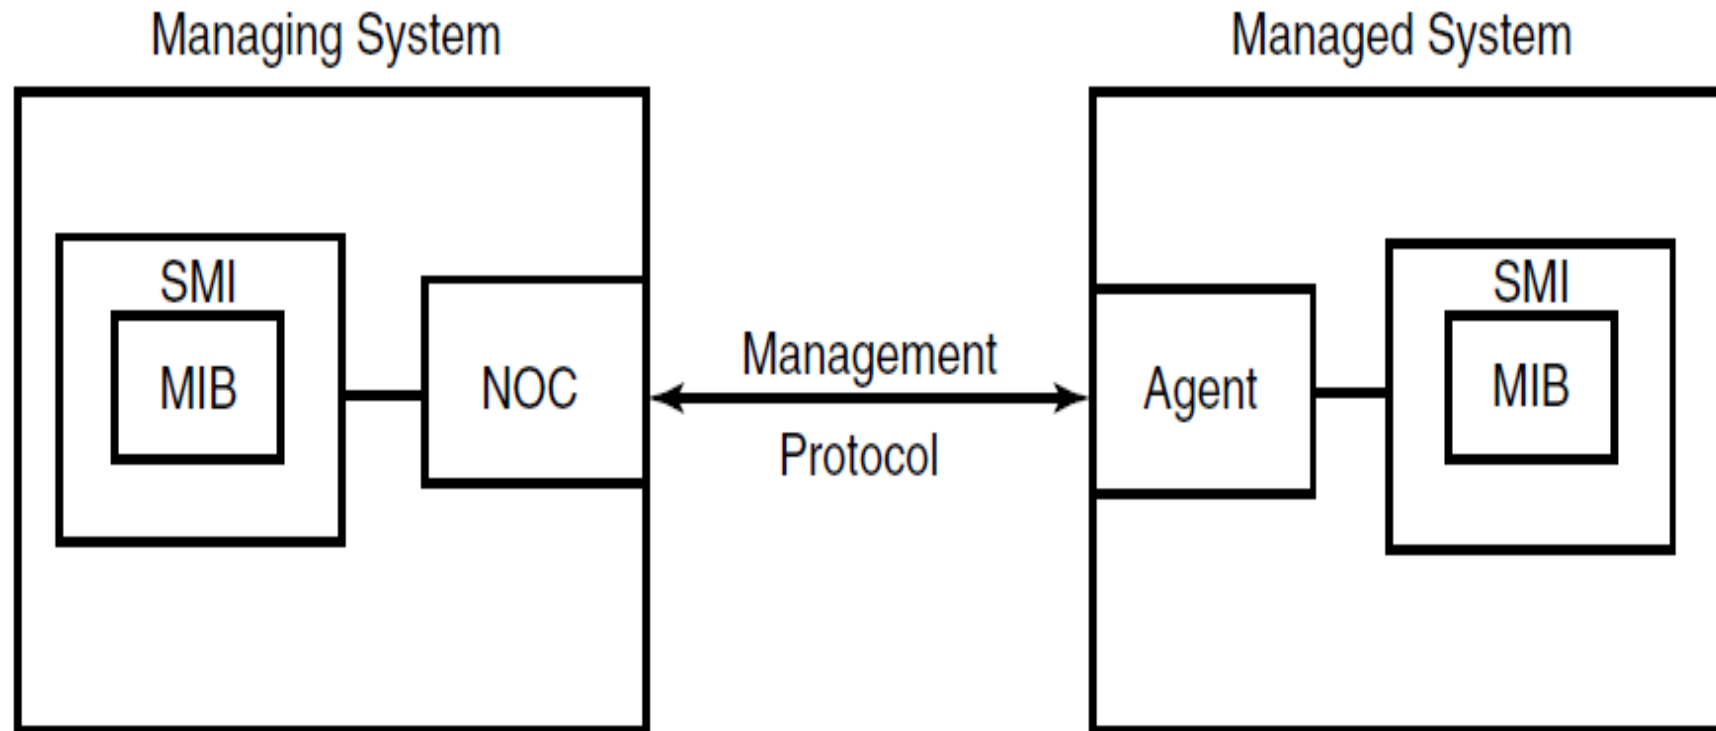 Managing System
Managed System
SMI
MIB
NOC
Management
Protocol
Agent
SMI
MIB